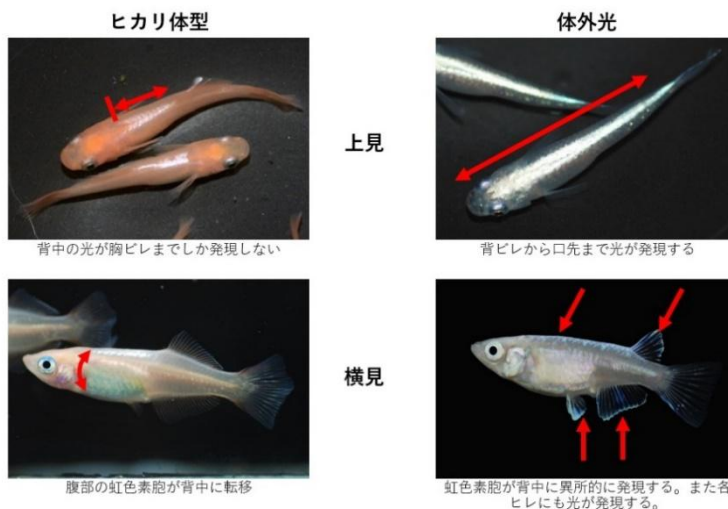 ヒカリ体型
体外光
上見
背中の光が胸ビレまでしか発現しない
背ビレから口先まで光が発現する
横見
腹部の虹色素胞が背中に転移
虹色素胞が背中に異所的に発現する。また各
ヒレにも光が発現する。